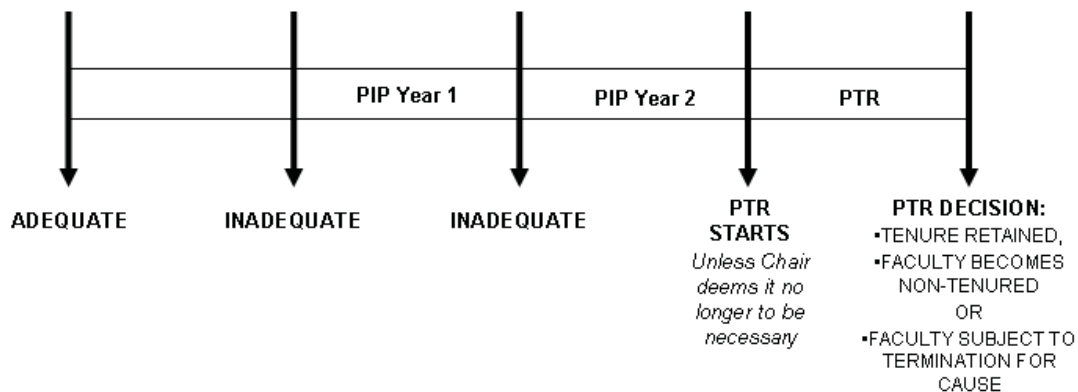 PIP Year 1
PIP Year 2
PTR
ADEQUATE
INADEQUATE
INADEQUATE
PTR
STARTS
Unless Chair
deems it no
longer to be
necessary
PTR DECISION:
▪TENURE RETAINED,
▪FACULTY BECOMES
NON-TENURED
OR
▪FACULTY SUBJECT TO
TERMINATION FOR
CAUSE